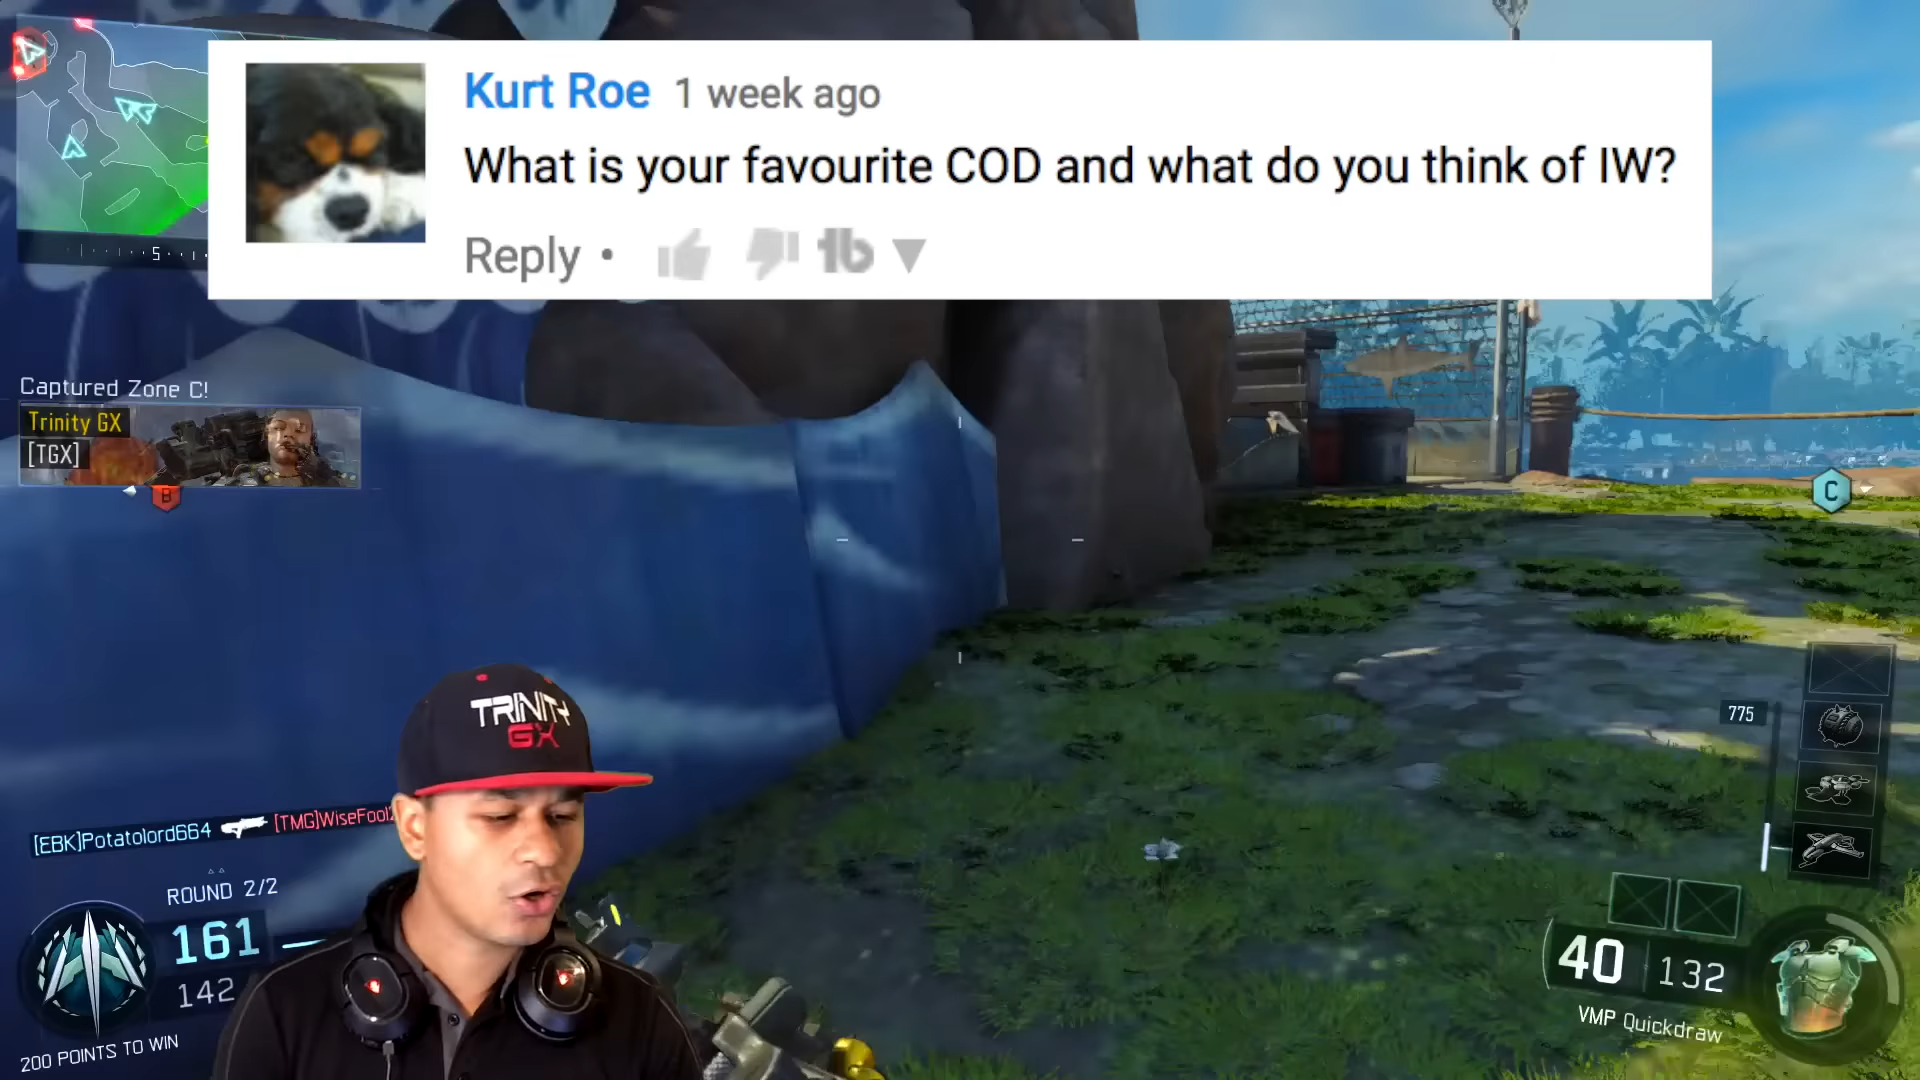 Kurt Roe 1 week ago
What is your favourite COD and what do you think of IW?
Reply •
5
Captured Zone C!
Trinity GX
[TGX]
B
C
TRINITY
GX
775
[EBK]Potatolord664 [TMG]WiseFool
ROUND 2/2
161
142
200 POINTS TO WIN
40 132
VMP Quickdraw